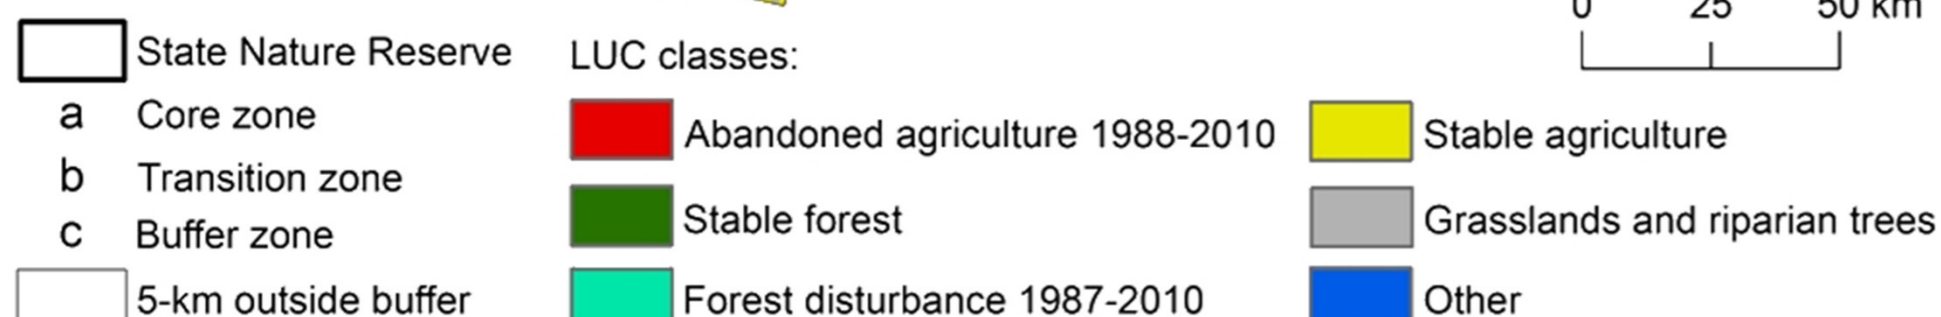 0 25 50 km
State Nature Reserve
a Core zone
b Transition zone
c Buffer zone
5-km outside buffer
LUC classes:
Abandoned agriculture 1988-2010
Stable forest
Forest disturbance 1987-2010
Stable agriculture
Grasslands and riparian trees
Other